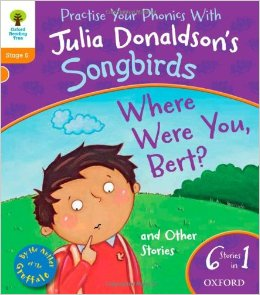 Practise Your Phonics With
Oxford
Reading
Tree
Julia Donaldson's
Stage 6
Songbirds
Where
Were You,
Bert?
and Other
Stories
By the Author
of the
Gruffalo
6 Stories
in 1
OXFORD